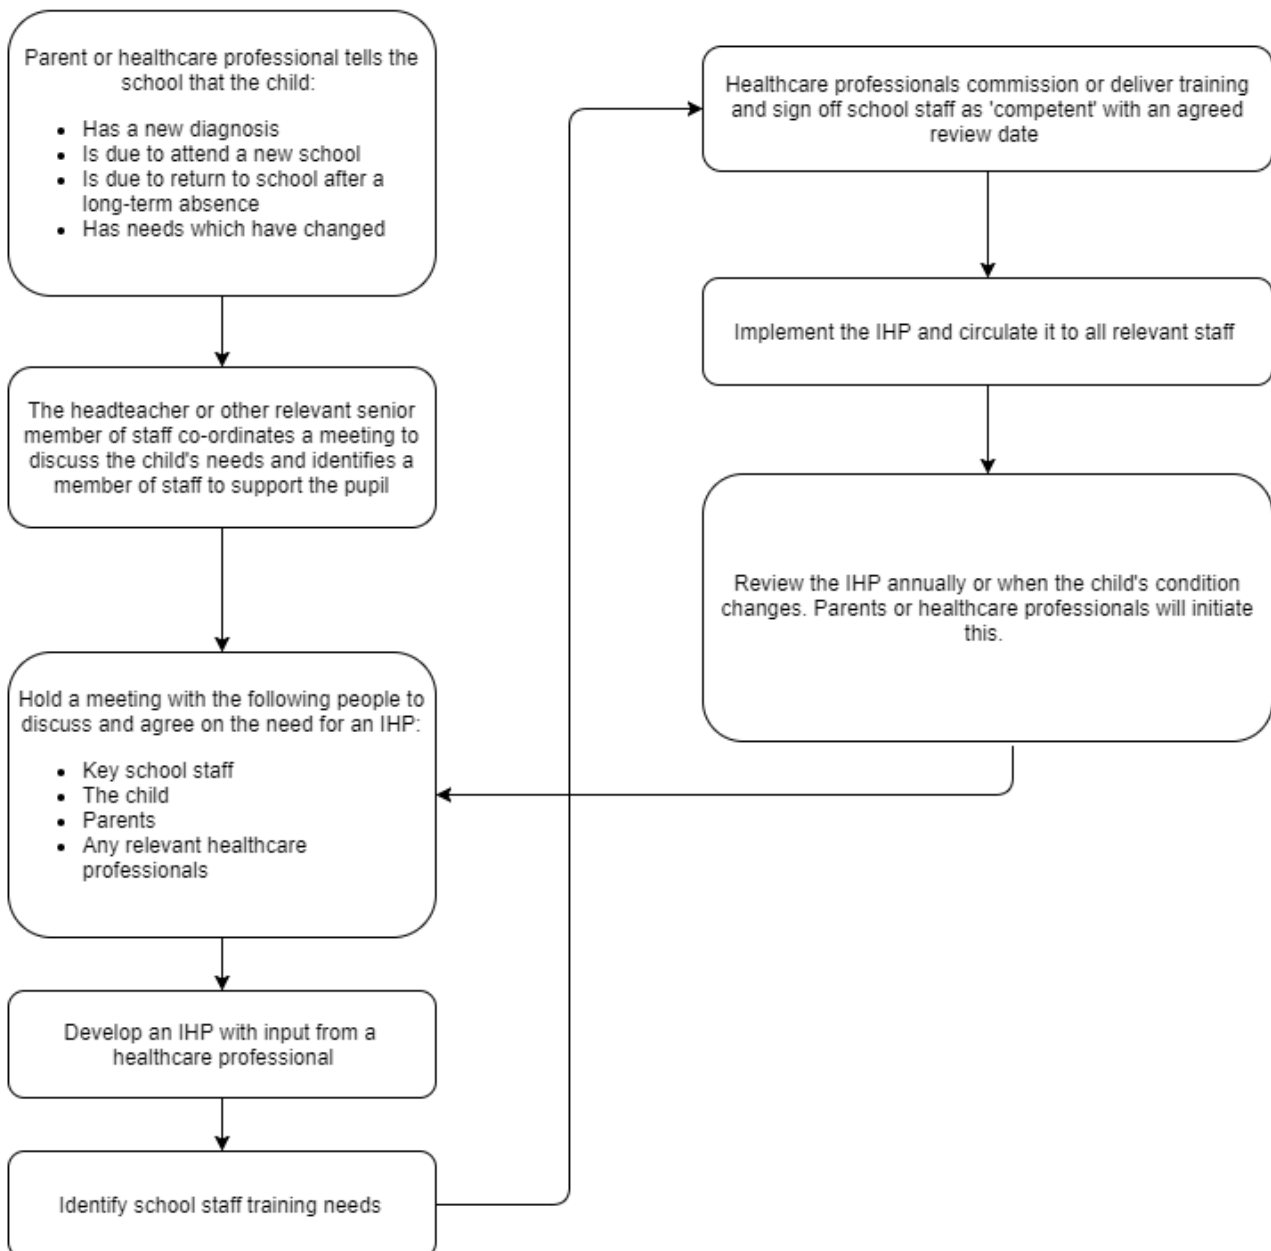 Parent or healthcare professional tells the
school that the child:
• Has a new diagnosis
• Is due to attend a new school
• Is due to return to school after a
long-term absence
• Has needs which have changed
The headteacher or other relevant senior
member of staff co-ordinates a meeting to
discuss the child's needs and identifies a
member of staff to support the pupil
Hold a meeting with the following people to
discuss and agree on the need for an IHP:
• Key school staff
• The child
• Parents
• Any relevant healthcare
professionals
Develop an IHP with input from a
healthcare professional
Identify school staff training needs
Healthcare professionals commission or deliver training
and sign off school staff as 'competent' with an agreed
review date
Implement the IHP and circulate it to all relevant staff
Review the IHP annually or when the child's condition
changes. Parents or healthcare professionals will initiate
this.